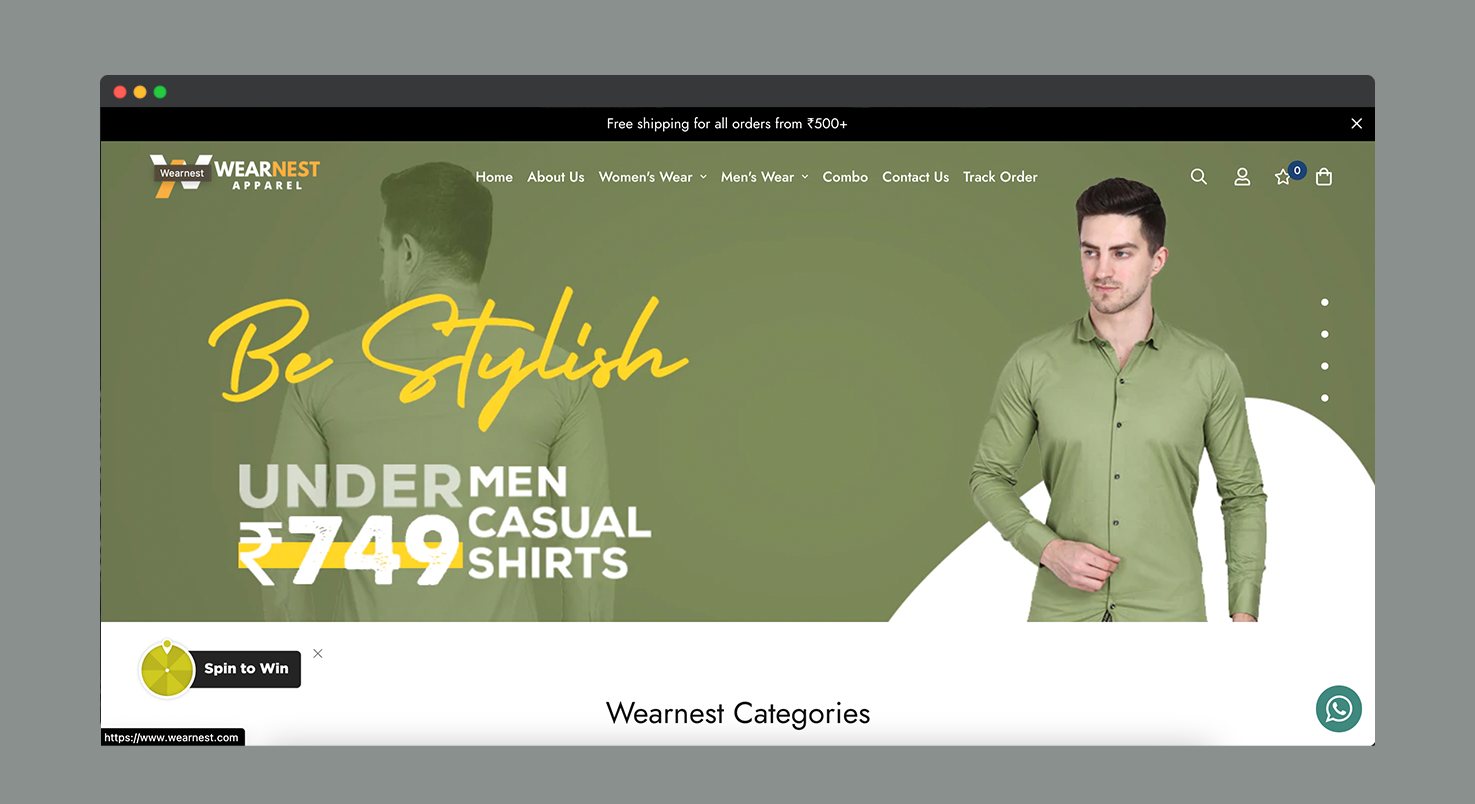 Free shipping for all orders from ₹500+
WEARNEST
APPAREL
Wearnest
Home About Us Women's Wear Men's Wear Combo Contact Us Track Order
0
Be Stylish
UNDER
₹749
MEN
CASUAL
SHIRTS
Spin to Win
Wearnest Categories
https://www.wearnest.com